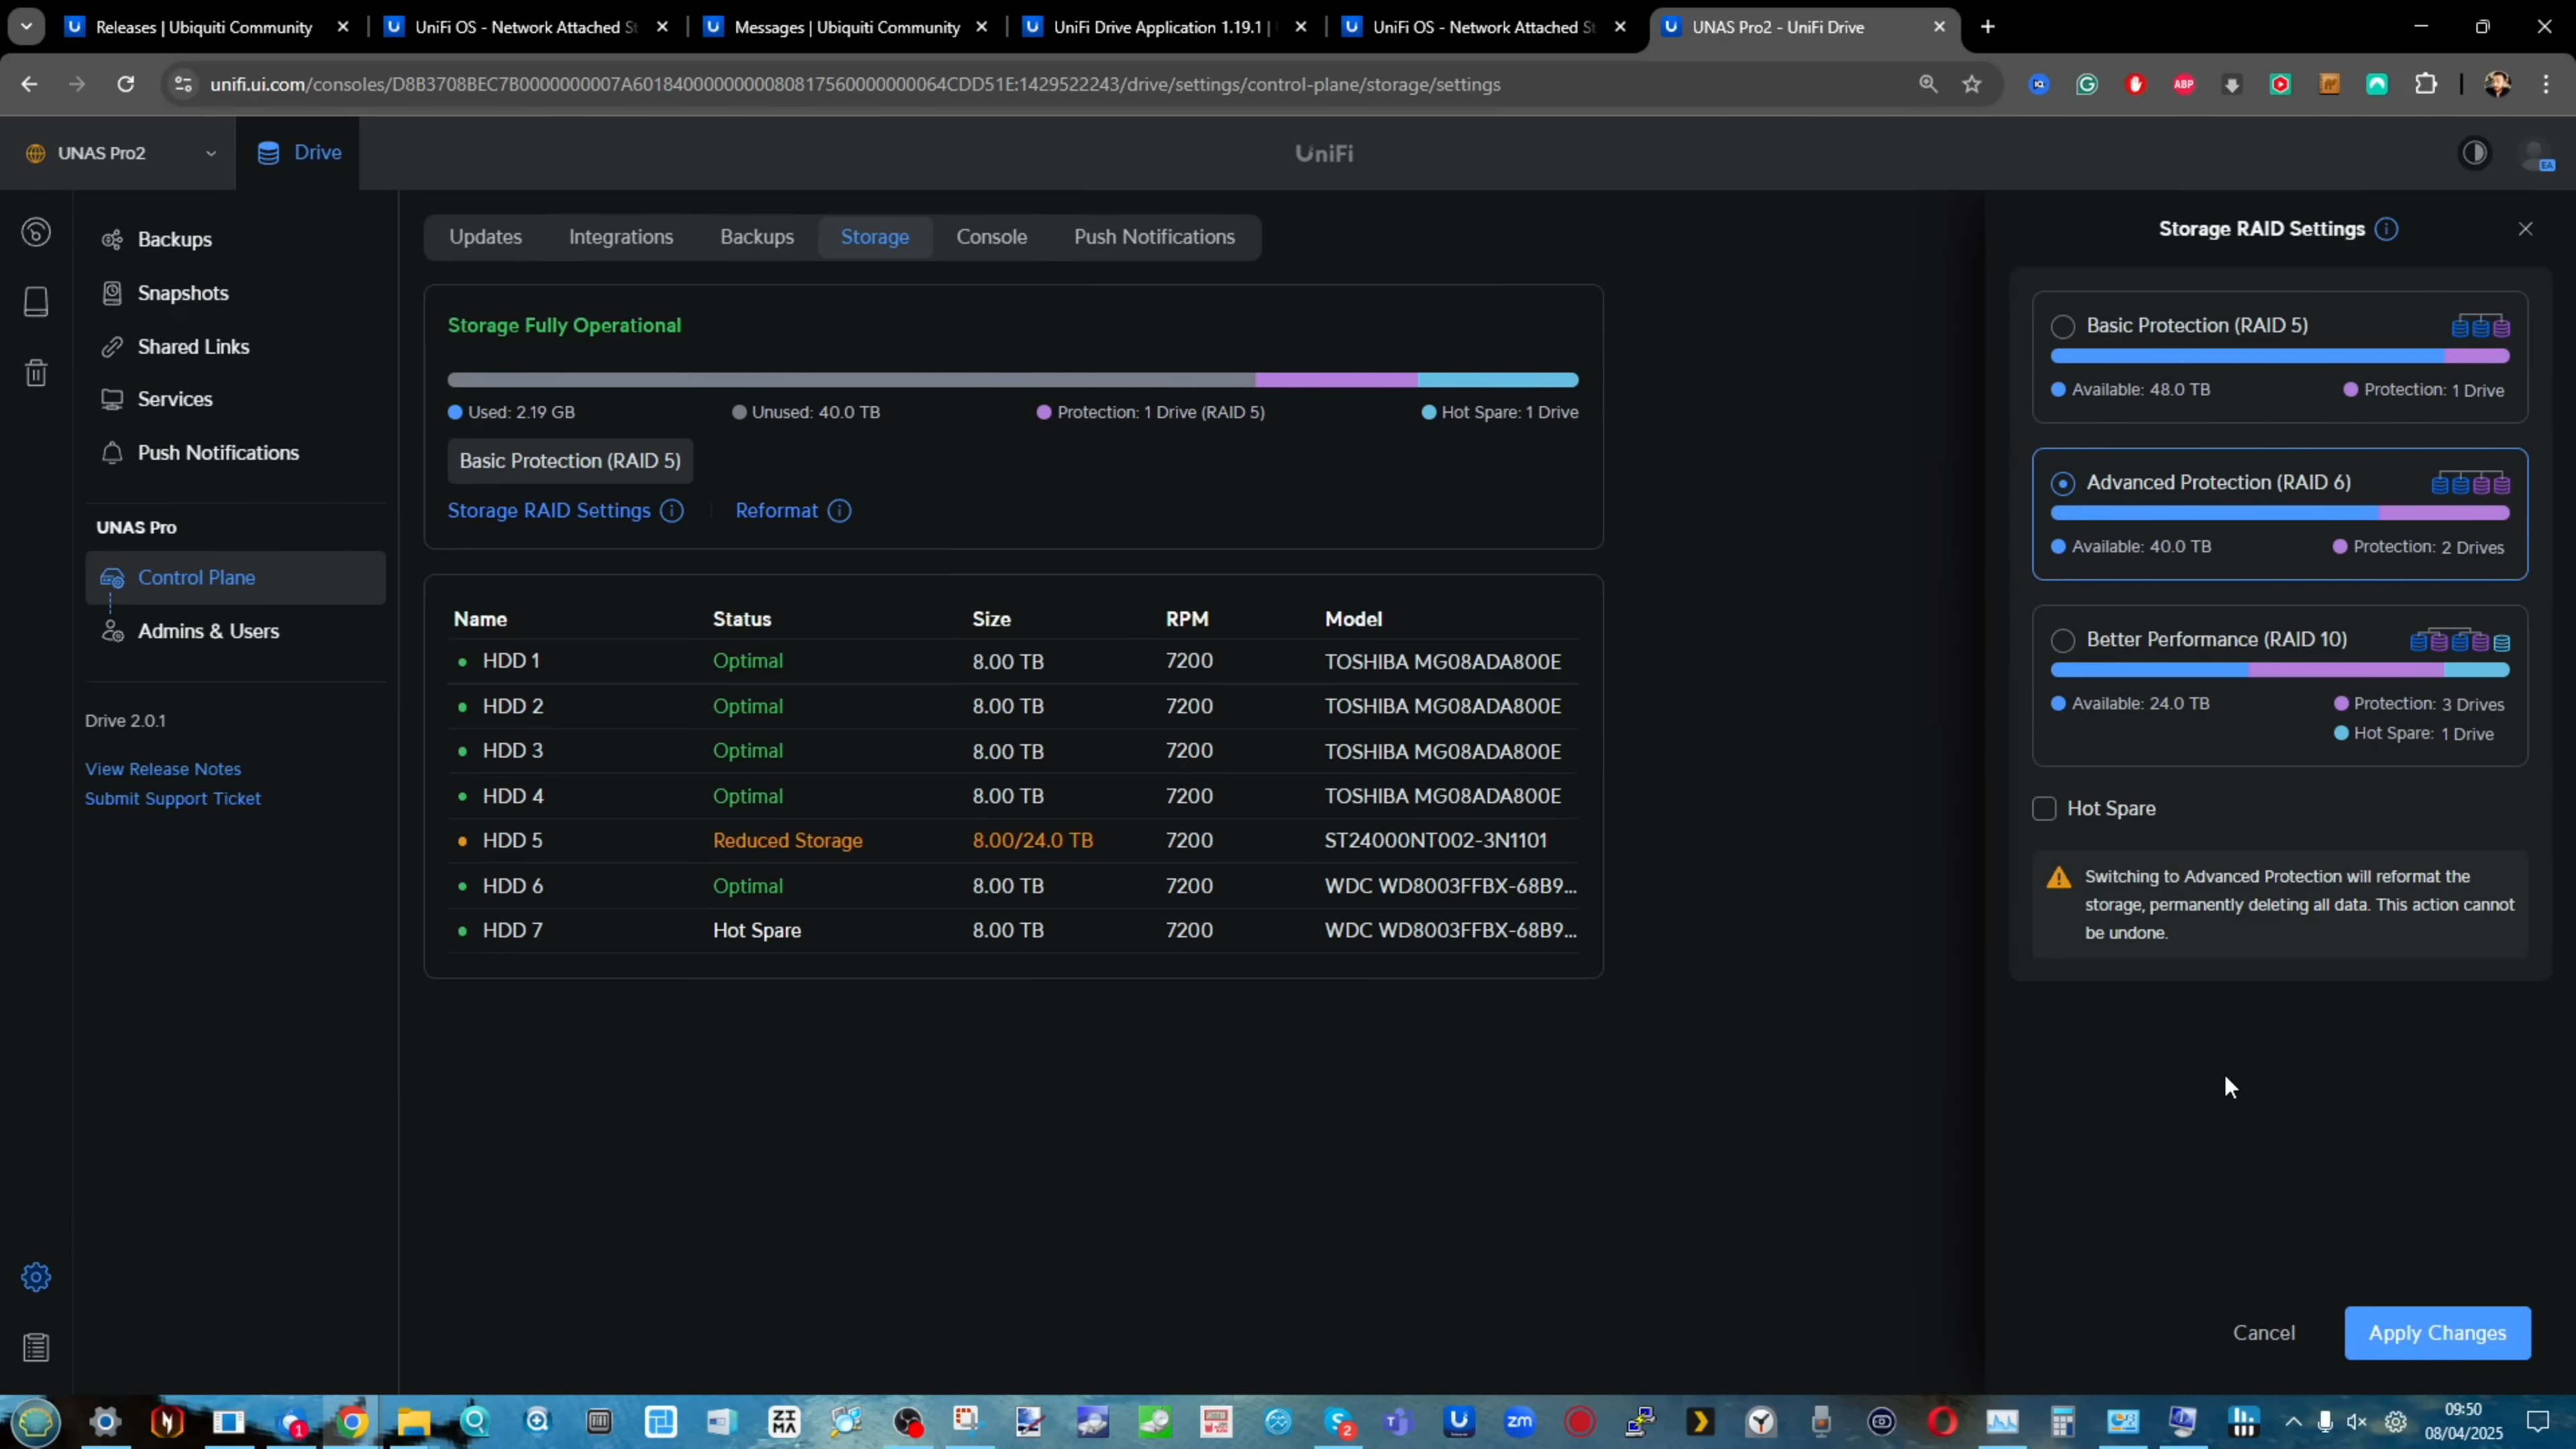 Releases | Ubiquiti Community
UniFi OS - Network Attached St
Messages | Ubiquiti Community
UniFi Drive Application 1.19.1 |
UniFi OS - Network Attached St
UNAS Pro2 - UniFi Drive
unifi.ui.com/consoles/D8B3708BEC7B0000000007A6018400000000080817560000000064CDD51E:1429522243/drive/settings/control-plane/storage/settings
ABP
UNAS Pro2
Drive
UniFi
EA
Backups
Snapshots
Shared Links
Services
Push Notifications
UNAS Pro
Control Plane
Admins & Users
Drive 2.0.1
View Release Notes
Submit Support Ticket
Updates Integrations Backups Storage Console Push Notifications
Storage Fully Operational
Used: 2.19 GB Unused: 40.0 TB Protection: 1 Drive (RAID 5) Hot Spare: 1 Drive
Basic Protection (RAID 5)
Storage RAID Settings Reformat
Name Status Size RPM Model
HDD 1 Optimal 8.00 TB 7200 TOSHIBA MG08ADA800E
HDD 2 Optimal 8.00 TB 7200 TOSHIBA MG08ADA800E
HDD 3 Optimal 8.00 TB 7200 TOSHIBA MG08ADA800E
HDD 4 Optimal 8.00 TB 7200 TOSHIBA MG08ADA800E
HDD 5 Reduced Storage 8.00/24.0 TB 7200 ST24000NT002-3N1101
HDD 6 Optimal 8.00 TB 7200 WDC WD8003FFBX-68B9...
HDD 7 Hot Spare 8.00 TB 7200 WDC WD8003FFBX-68B9...
Storage RAID Settings
Basic Protection (RAID 5)
Available: 48.0 TB Protection: 1 Drive
Advanced Protection (RAID 6)
Available: 40.0 TB Protection: 2 Drives
Better Performance (RAID 10)
Available: 24.0 TB Protection: 3 Drives
Hot Spare: 1 Drive
Hot Spare
Switching to Advanced Protection will reformat the
storage, permanently deleting all data. This action cannot
be undone.
Cancel Apply Changes
ZI
MA
zm
09:50
08/04/2025